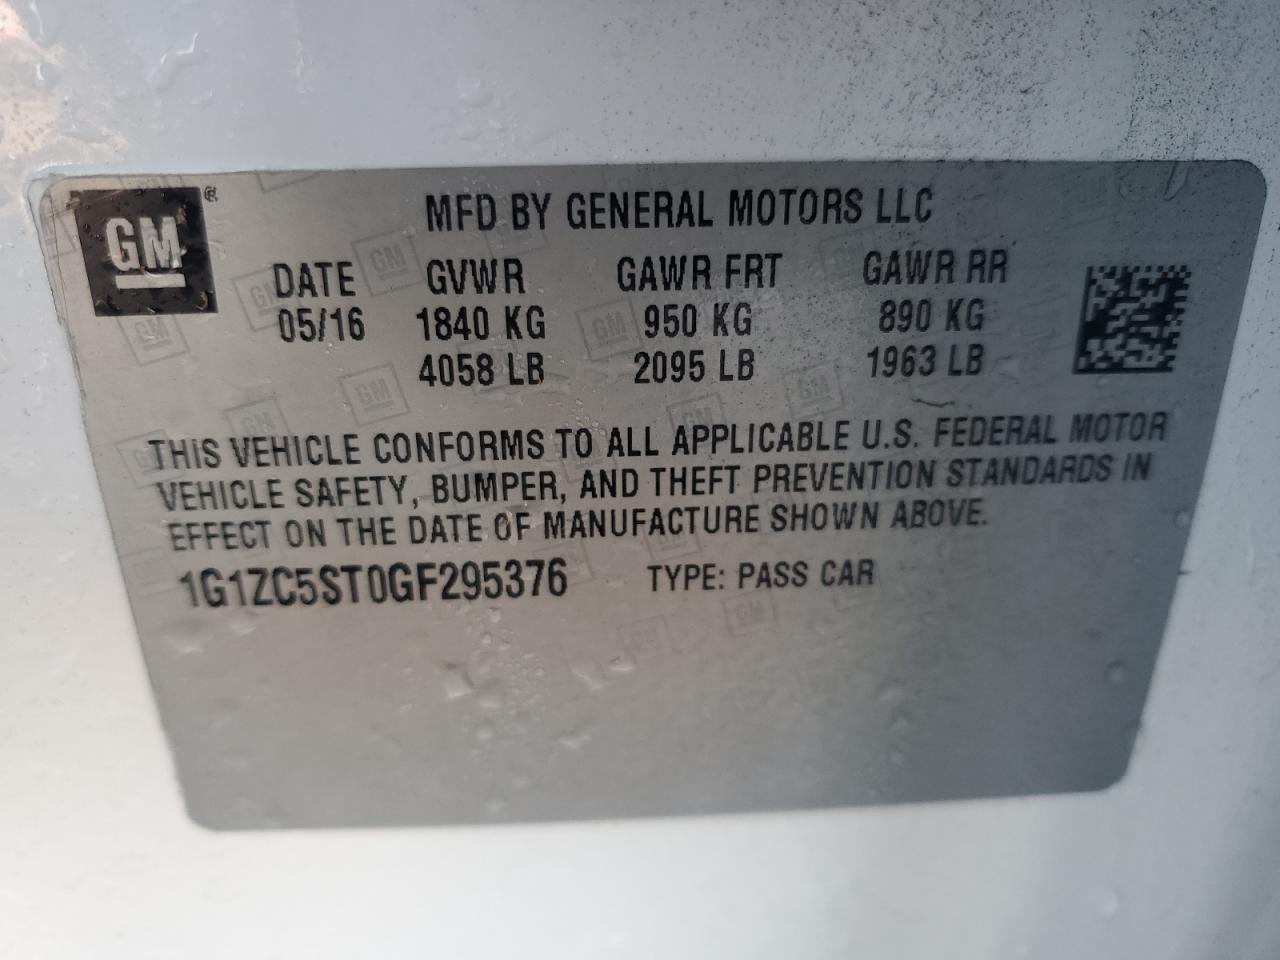 GM ®
MFD BY GENERAL MOTORS LLC
DATE GVWR GAWR FRT GAWR RR
05/16 1840 KG 950 KG 890 KG
4058 LB 2095 LB 1963 LB
THIS VEHICLE CONFORMS TO ALL APPLICABLE U.S. FEDERAL MOTOR
VEHICLE SAFETY, BUMPER, AND THEFT PREVENTION STANDARDS IN
EFFECT ON THE DATE OF MANUFACTURE SHOWN ABOVE.
1G1ZC5ST0GF295376 TYPE: PASS CAR